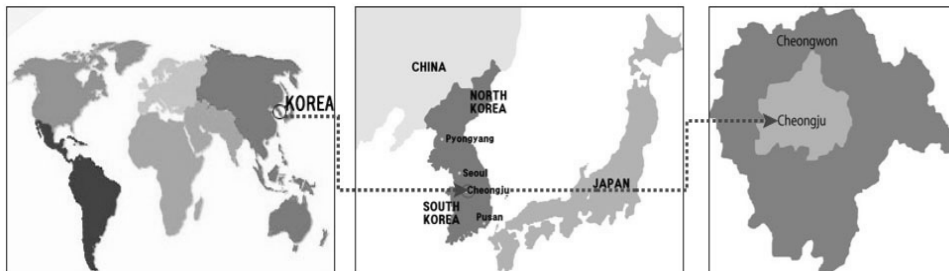 KOREA
CHINA
NORTH
KOREA
Pyongyang
Seoul
Cheongju
SOUTH
KOREA
Pusan
JAPAN
Cheongwon
Cheongju